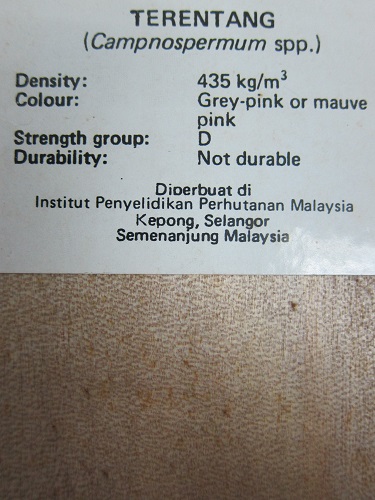 TERENTANG
(Campnospermum spp.)
Density: 435 kg/m³
Colour: Grey-pink or mauve
pink
Strength group: D
Durability: Not durable
Diperbuat di
Institut Penyelidikan Perhutanan Malaysia
Kepong, Selangor
Semenanjung Malaysia